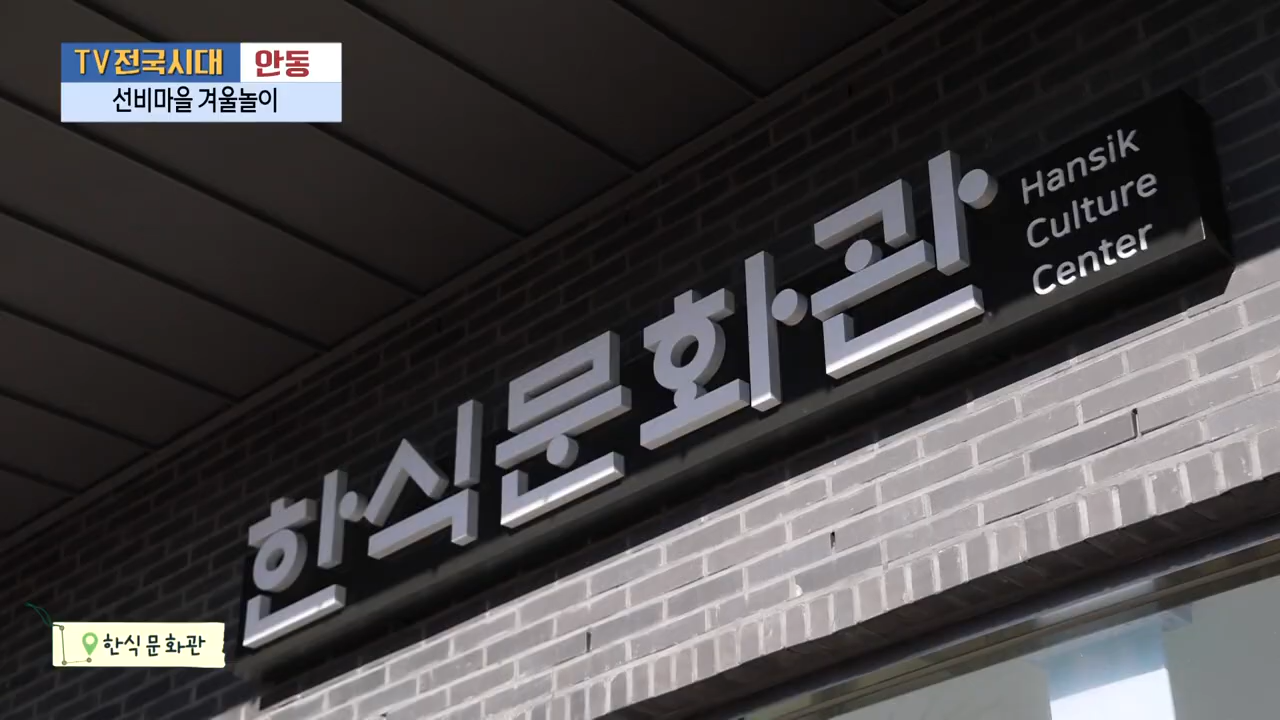 TV전국시대 안동
선비마을 겨울놀이
한식문화관
Hansik
Culture
Center
한식문화관